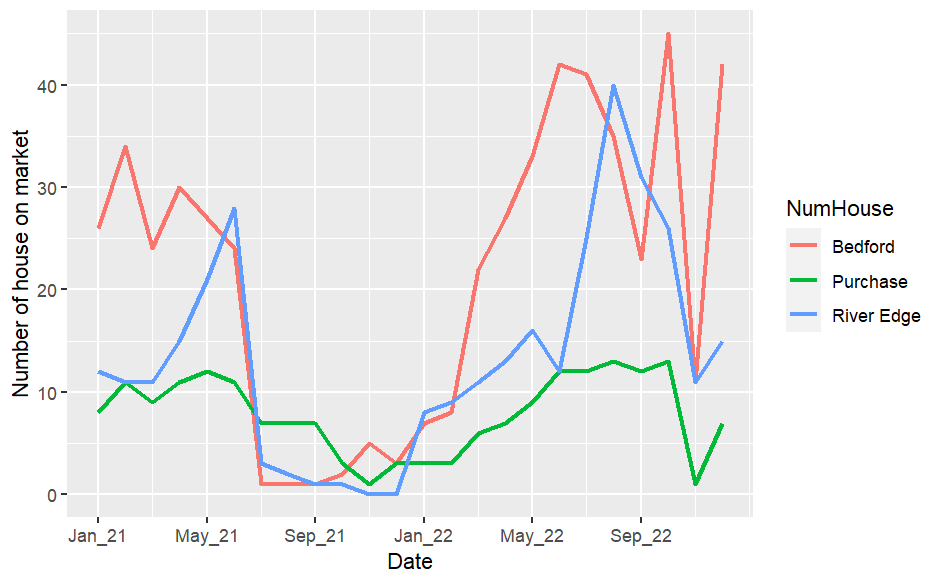 Number of house on market
40
30
20
10
0
Jan_21 May_21 Sep_21 Jan_22 May_22 Sep_22
Date
NumHouse
Bedford
Purchase
River Edge